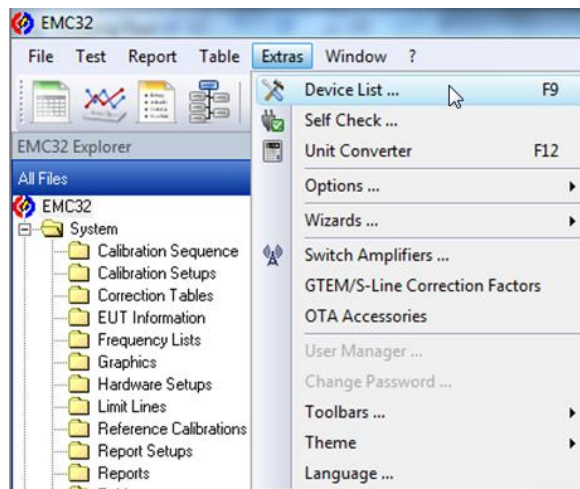 EMC32
File Test Report Table Extras Window ?
EMC32 Explorer
All Files
EMC32
System
Calibration Sequence
Calibration Setups
Correction Tables
EUT Information
Frequency Lists
Graphics
Hardware Setups
Limit Lines
Reference Calibrations
Report Setups
Reports
Device List ... F9
Self Check ...
Unit Converter F12
Options ...
Wizards ...
Switch Amplifiers ...
GTEM/S-Line Correction Factors
OTA Accessories
User Manager ...
Change Password ...
Toolbars ...
Theme
Language ...